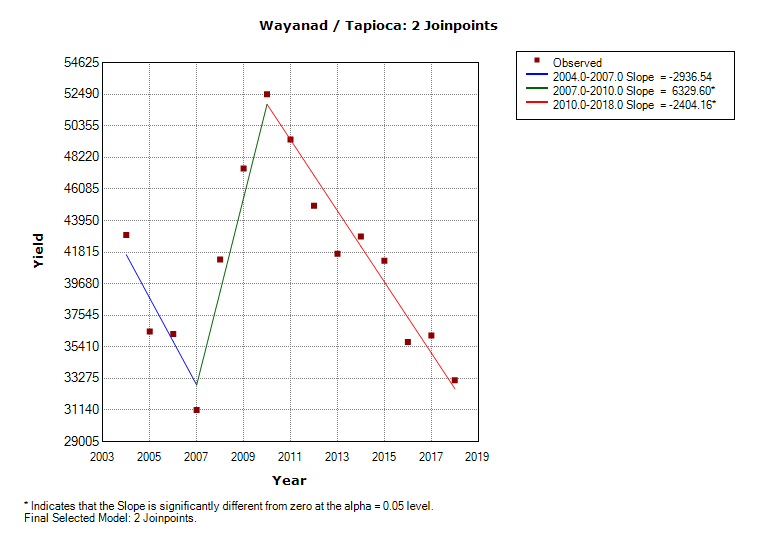 Wayanad / Tapioca: 2 Joinpoints
Observed
2004.0-2007.0 Slope = -2936.54
2007.0-2010.0 Slope = 6329.60*
2010.0-2018.0 Slope = -2404.16*
54625
52490
50355
48220
46085
43950
41815
39680
37545
35410
33275
31140
29005
Yield
2003 2005 2007 2009 2011 2013 2015 2017 2019
Year
* Indicates that the Slope is significantly different from zero at the alpha = 0.05 level.
Final Selected Model: 2 Joinpoints.